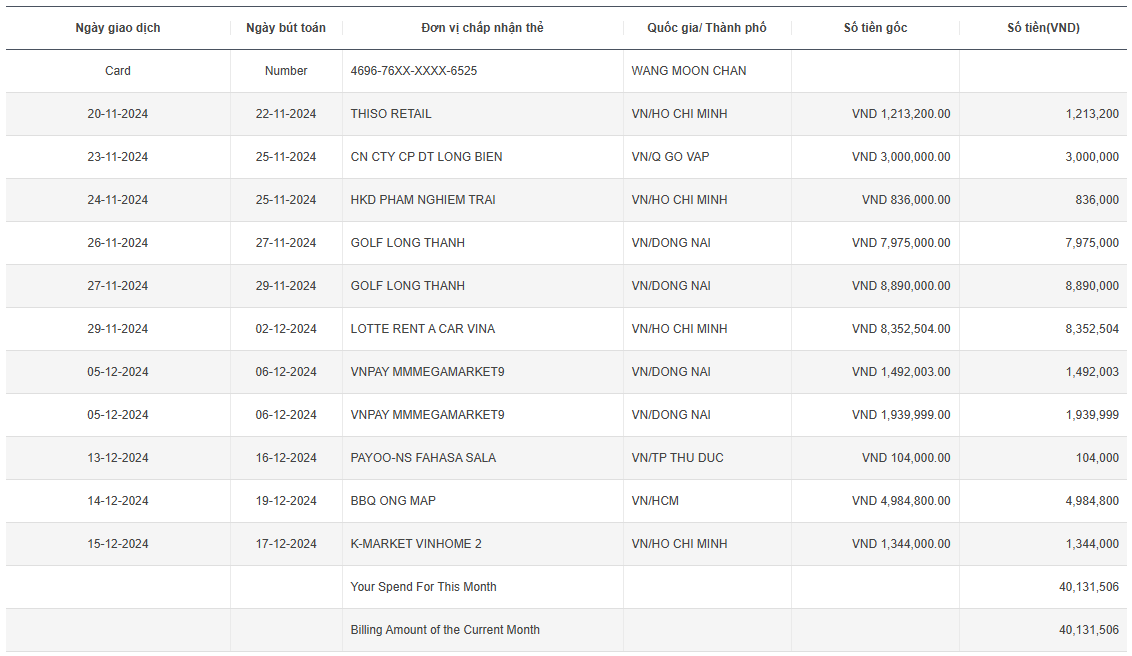 Ngày giao dịch Ngày bút toán Đơn vị chấp nhận thẻ Quốc gia/ Thành phố Số tiền gốc Số tiền(VND)
Card Number 4696-76XX-XXXX-6525 WANG MOON CHAN
20-11-2024 22-11-2024 THISO RETAIL VN/HO CHI MINH VND 1,213,200.00 1,213,200
23-11-2024 25-11-2024 CN CTY CP DT LONG BIEN VN/Q GO VAP VND 3,000,000.00 3,000,000
24-11-2024 25-11-2024 HKD PHAM NGHIEM TRAI VN/HO CHI MINH VND 836,000.00 836,000
26-11-2024 27-11-2024 GOLF LONG THANH VN/DONG NAI VND 7,975,000.00 7,975,000
27-11-2024 29-11-2024 GOLF LONG THANH VN/DONG NAI VND 8,890,000.00 8,890,000
29-11-2024 02-12-2024 LOTTE RENT A CAR VINA VN/HO CHI MINH VND 8,352,504.00 8,352,504
05-12-2024 06-12-2024 VNPAY MMMEGAMARKET9 VN/DONG NAI VND 1,492,003.00 1,492,003
05-12-2024 06-12-2024 VNPAY MMMEGAMARKET9 VN/DONG NAI VND 1,939,999.00 1,939,999
13-12-2024 16-12-2024 PAYOO-NS FAHASA SALA VN/TP THU DUC VND 104,000.00 104,000
14-12-2024 19-12-2024 BBQ ONG MAP VN/HCM VND 4,984,800.00 4,984,800
15-12-2024 17-12-2024 K-MARKET VINHOME 2 VN/HO CHI MINH VND 1,344,000.00 1,344,000
Your Spend For This Month 40,131,506
Billing Amount of the Current Month 40,131,506